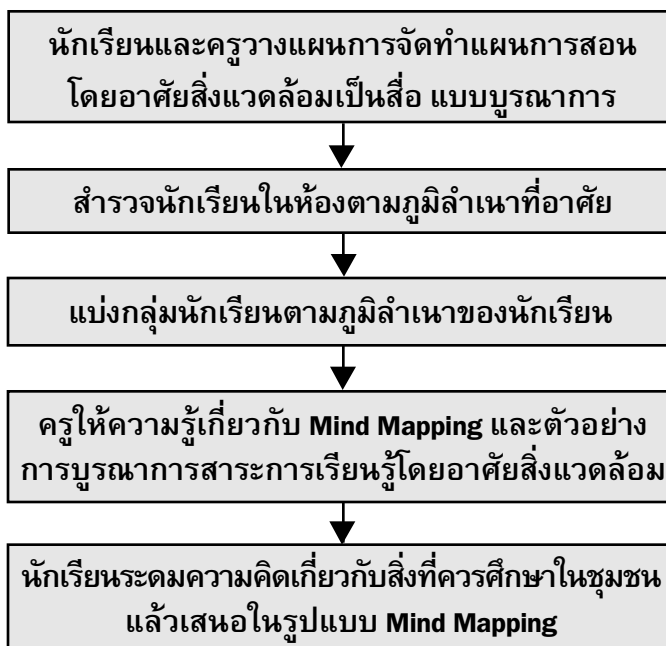 นักเรียนและครูวางแผนการจัดทำแผนการสอน
โดยอาศัยสิ่งแวดล้อมเป็นสื่อ แบบบูรณาการ
สำรวจนักเรียนในห้องตามภูมิลำเนาที่อาศัย
แบ่งกลุ่มนักเรียนตามภูมิลำเนาของนักเรียน
ครูให้ความรู้เกี่ยวกับ Mind Mapping และตัวอย่าง
การบูรณาการสาระการเรียนรู้โดยอาศัยสิ่งแวดล้อม
นักเรียนระดมความคิดเกี่ยวกับสิ่งที่ควรศึกษาในชุมชน
แล้วเสนอในรูปแบบ Mind Mapping